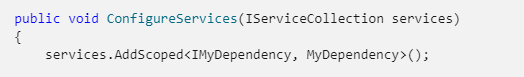 public void ConfigureServices(IServiceCollection services)
{
    services.AddScoped<IMyDependency, MyDependency>();